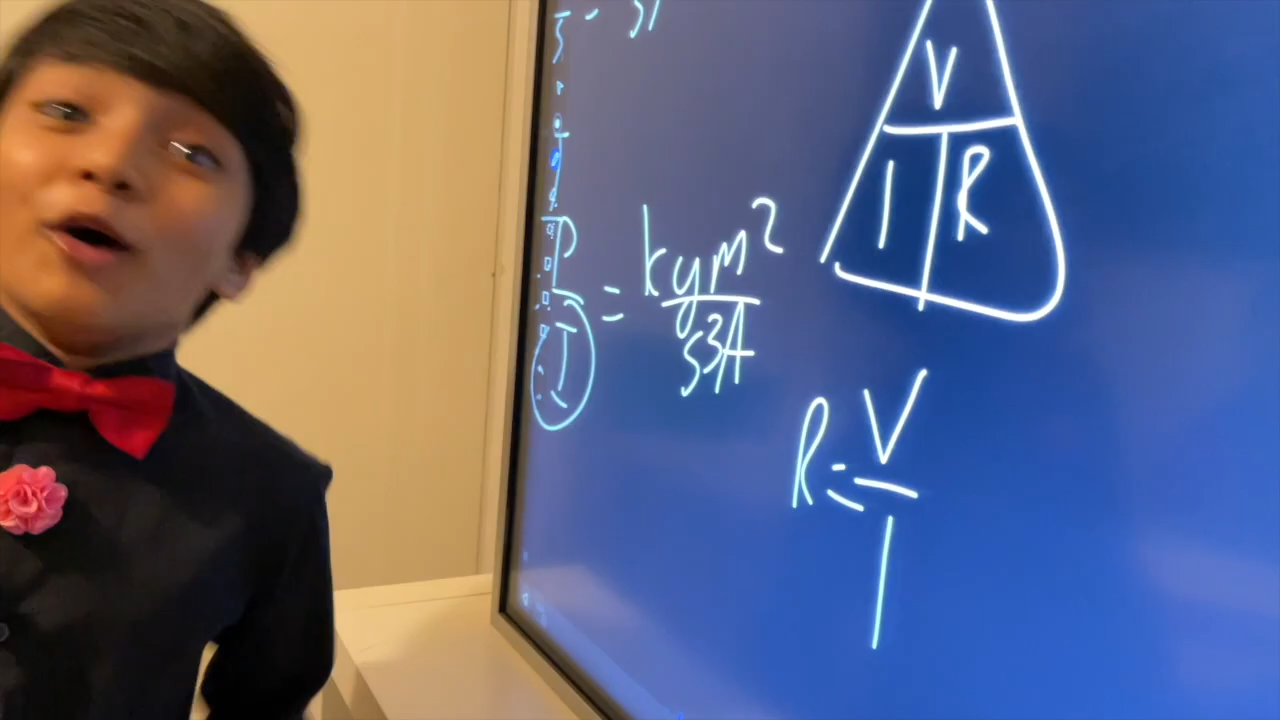 V
I R
P/I = kgm²/s³A
R = V/I